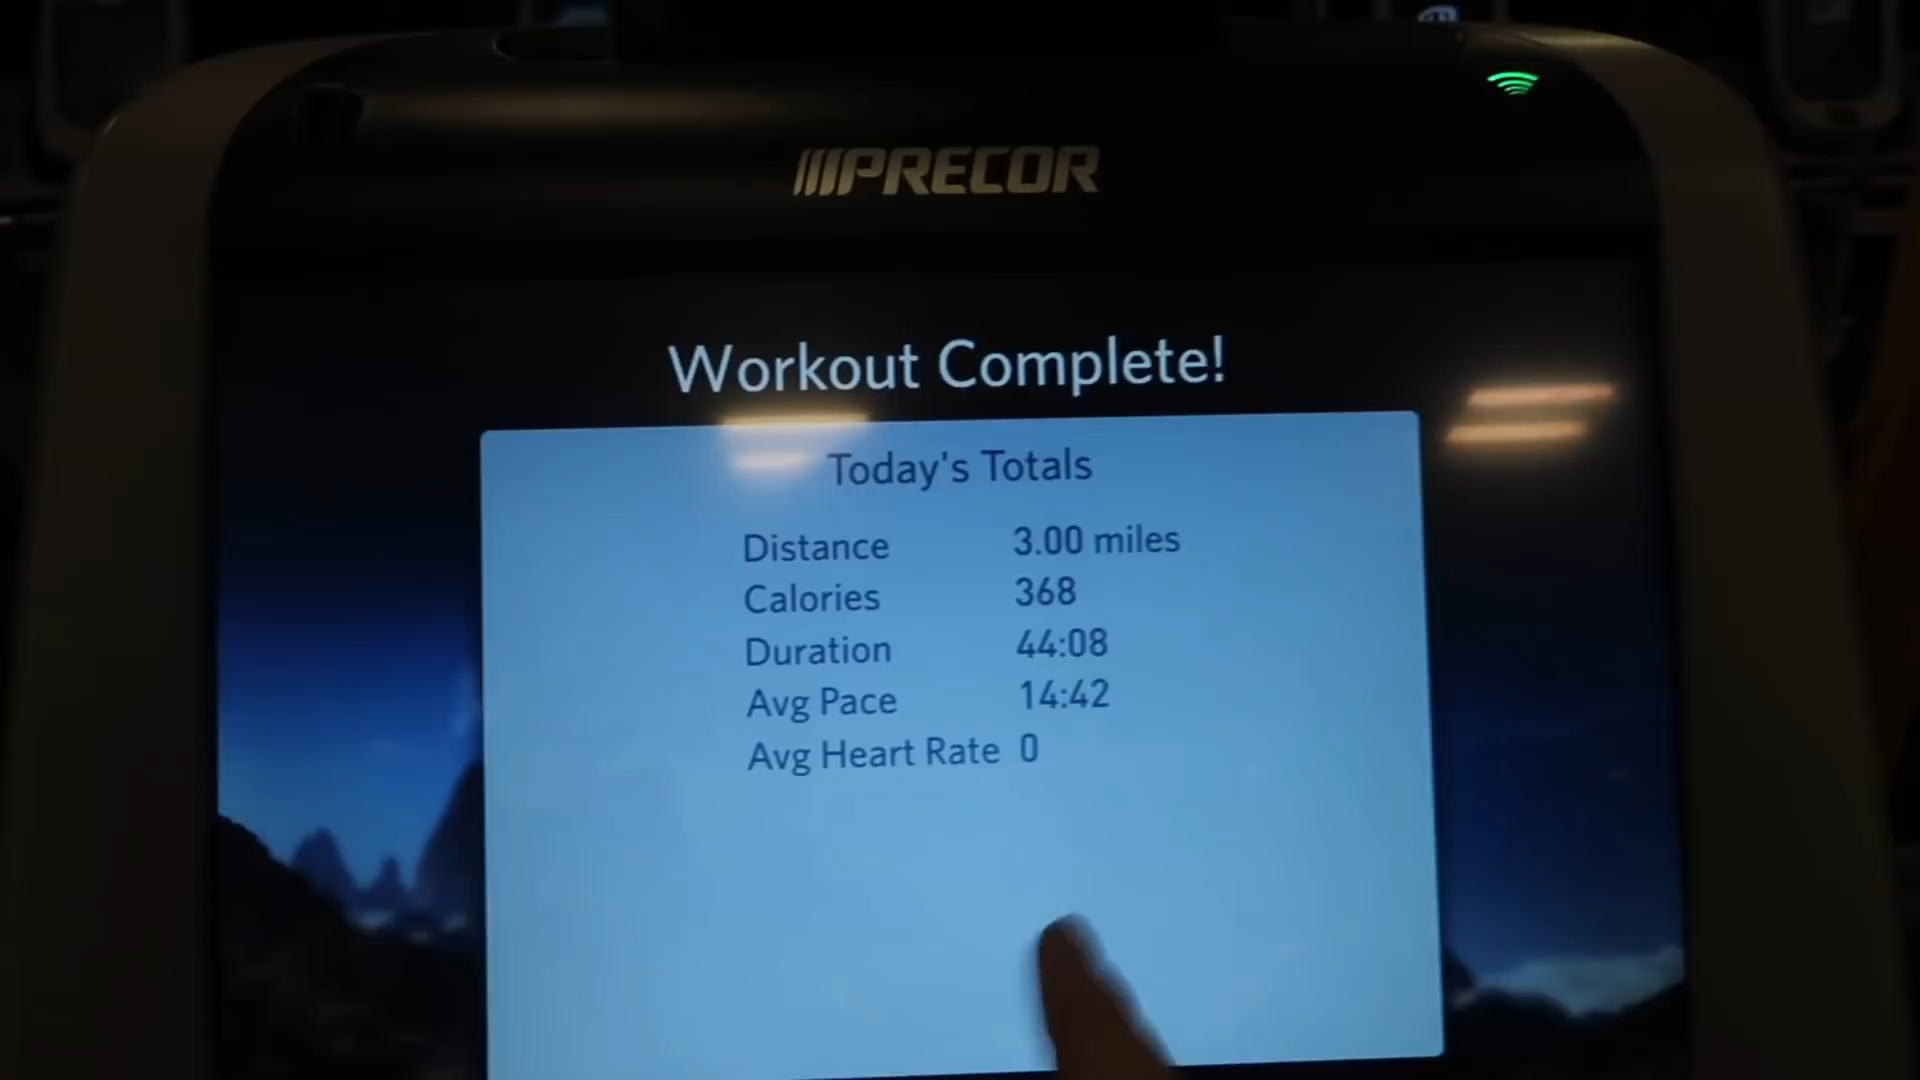 PRECOR
Workout Complete!
Today's Totals
Distance 3.00 miles
Calories 368
Duration 44:08
Avg Pace 14:42
Avg Heart Rate 0